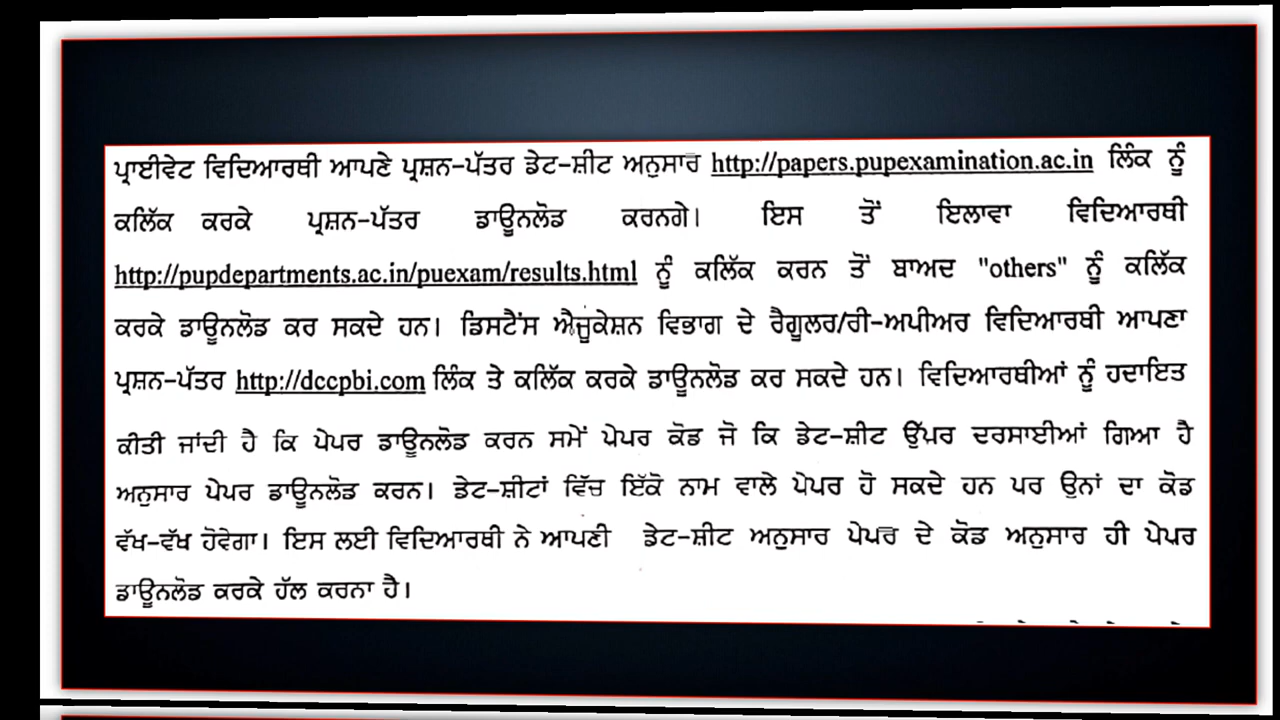 ਪ੍ਰਾਈਵੇਟ ਵਿਦਿਆਰਥੀ ਆਪਣੇ ਪ੍ਰਸ਼ਨ-ਪੱਤਰ ਡੇਟ-ਸ਼ੀਟ ਅਨੁਸਾਰ http://papers.pupexamination.ac.in ਲਿੰਕ ਨੂੰ
ਕਲਿੱਕ ਕਰਕੇ ਪ੍ਰਸ਼ਨ-ਪੱਤਰ ਡਾਊਨਲੋਡ ਕਰਨਗੇ। ਇਸ ਤੋਂ ਇਲਾਵਾ ਵਿਦਿਆਰਥੀ
http://pupdepartments.ac.in/puexam/results.html ਨੂੰ ਕਲਿੱਕ ਕਰਨ ਤੋਂ ਬਾਅਦ "others" ਨੂੰ ਕਲਿੱਕ
ਕਰਕੇ ਡਾਊਨਲੋਡ ਕਰ ਸਕਦੇ ਹਨ। ਡਿਸਟੈਂਸ ਐਜੂਕੇਸ਼ਨ ਵਿਭਾਗ ਦੇ ਰੈਗੂਲਰ/ਰੀ-ਅਪੀਅਰ ਵਿਦਿਆਰਥੀ ਆਪਣਾ
ਪ੍ਰਸ਼ਨ-ਪੱਤਰ http://dccpbi.com ਲਿੰਕ ਤੇ ਕਲਿੱਕ ਕਰਕੇ ਡਾਊਨਲੋਡ ਕਰ ਸਕਦੇ ਹਨ। ਵਿਦਿਆਰਥੀਆਂ ਨੂੰ ਹਦਾਇਤ
ਕੀਤੀ ਜਾਂਦੀ ਹੈ ਕਿ ਪੇਪਰ ਡਾਊਨਲੋਡ ਕਰਨ ਸਮੇਂ ਪੇਪਰ ਕੋਡ ਜੋ ਕਿ ਡੇਟ-ਸ਼ੀਟ ਉੱਪਰ ਦਰਸਾਈਆਂ ਗਿਆ ਹੈ
ਅਨੁਸਾਰ ਪੇਪਰ ਡਾਊਨਲੋਡ ਕਰਨ। ਡੇਟ-ਸ਼ੀਟਾਂ ਵਿੱਚ ਇੱਕੋ ਨਾਮ ਵਾਲੇ ਪੇਪਰ ਹੋ ਸਕਦੇ ਹਨ ਪਰ ਉਨਾਂ ਦਾ ਕੋਡ
ਵੱਖ-ਵੱਖ ਹੋਵੇਗਾ। ਇਸ ਲਈ ਵਿਦਿਆਰਥੀ ਨੇ ਆਪਣੀ ਡੇਟ-ਸ਼ੀਟ ਅਨੁਸਾਰ ਪੇਪਰ ਦੇ ਕੋਡ ਅਨੁਸਾਰ ਹੀ ਪੇਪਰ
ਡਾਊਨਲੋਡ ਕਰਕੇ ਹੱਲ ਕਰਨਾ ਹੈ।